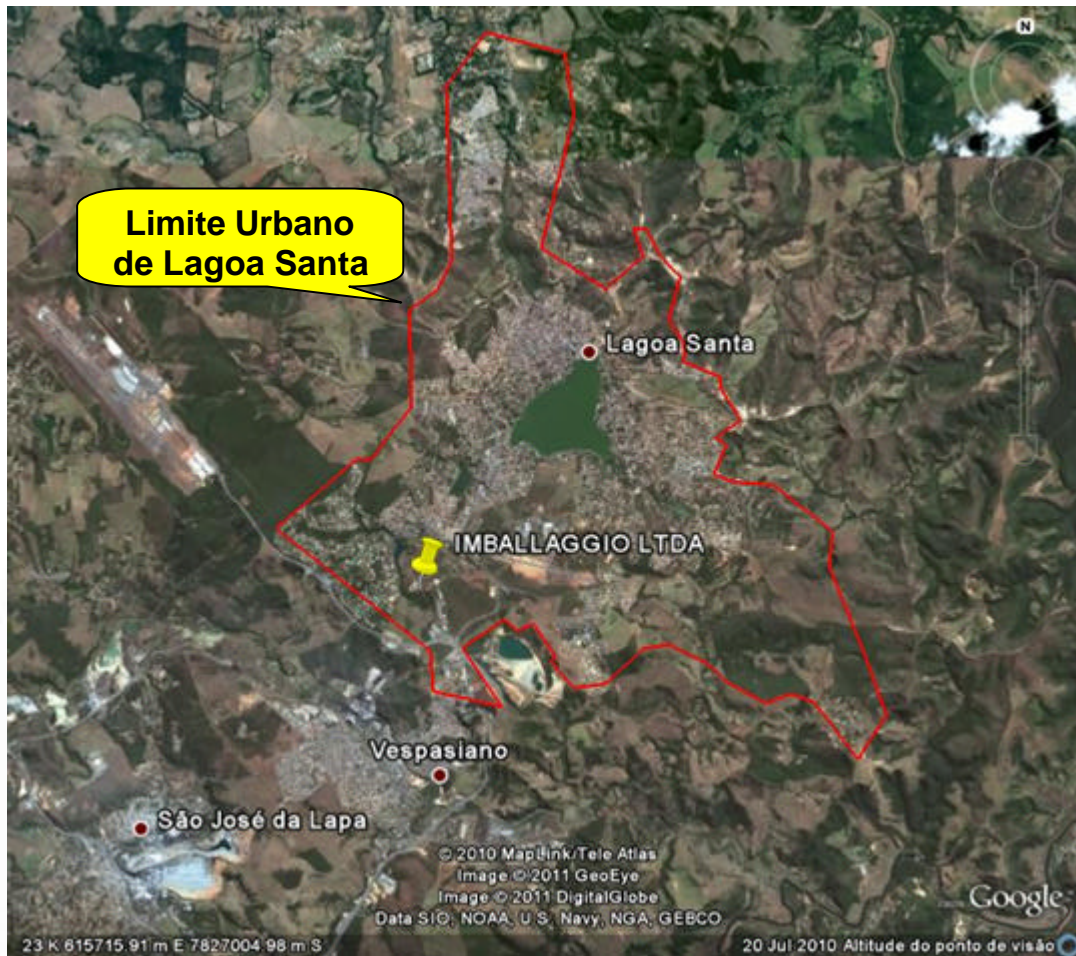 N
Limite Urbano
de Lagoa Santa
Lagoa Santa
IMBALLAGGIO LTDA
Vespasiano
São José da Lapa
© 2010 MapLink/Tele Atlas
Image © 2011 GeoEye
Image © 2011 DigitalGlobe
Data SIO, NOAA, U.S. Navy, NGA, GEBCO
Google
23 K 615715.91 m E 7827004.98 m S
20 Jul 2010 Altitude do ponto de visão